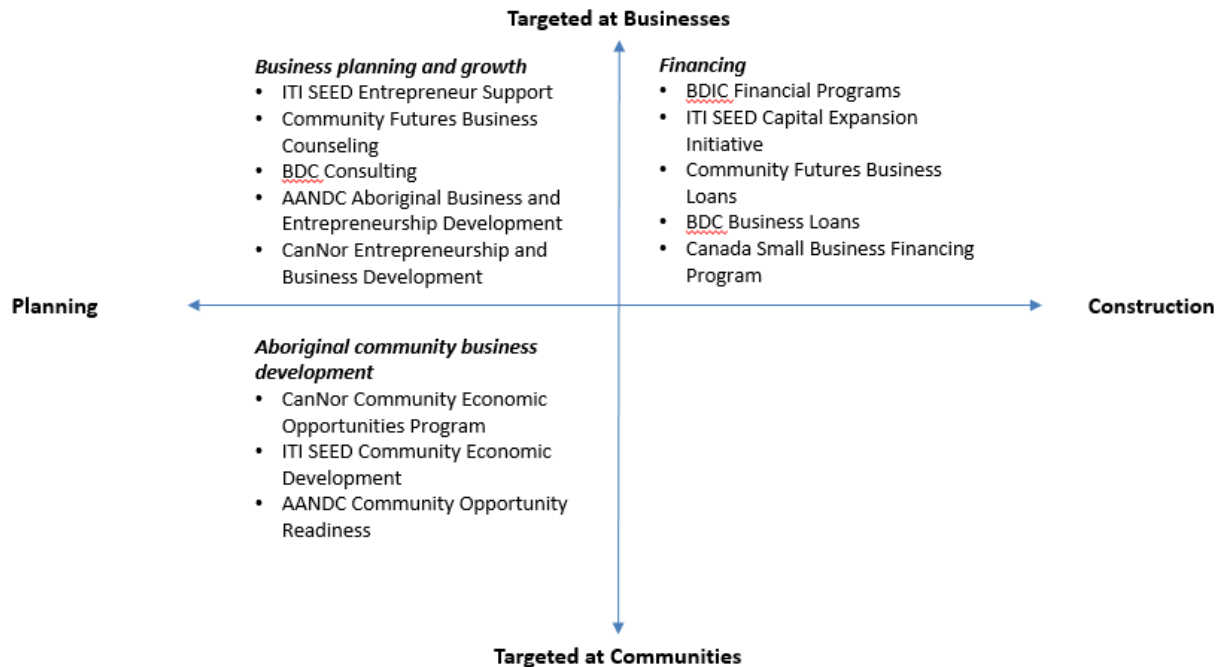 Targeted at Businesses
Business planning and growth
• ITI SEED Entrepreneur Support
• Community Futures Business
Counseling
• BDC Consulting
• AANDC Aboriginal Business and
Entrepreneurship Development
• CanNor Entrepreneurship and
Business Development
Financing
• BDIC Financial Programs
• ITI SEED Capital Expansion
Initiative
• Community Futures Business
Loans
• BDC Business Loans
• Canada Small Business Financing
Program
Planning
Construction
Aboriginal community business
development
• CanNor Community Economic
Opportunities Program
• ITI SEED Community Economic
Development
• AANDC Community Opportunity
Readiness
Targeted at Communities